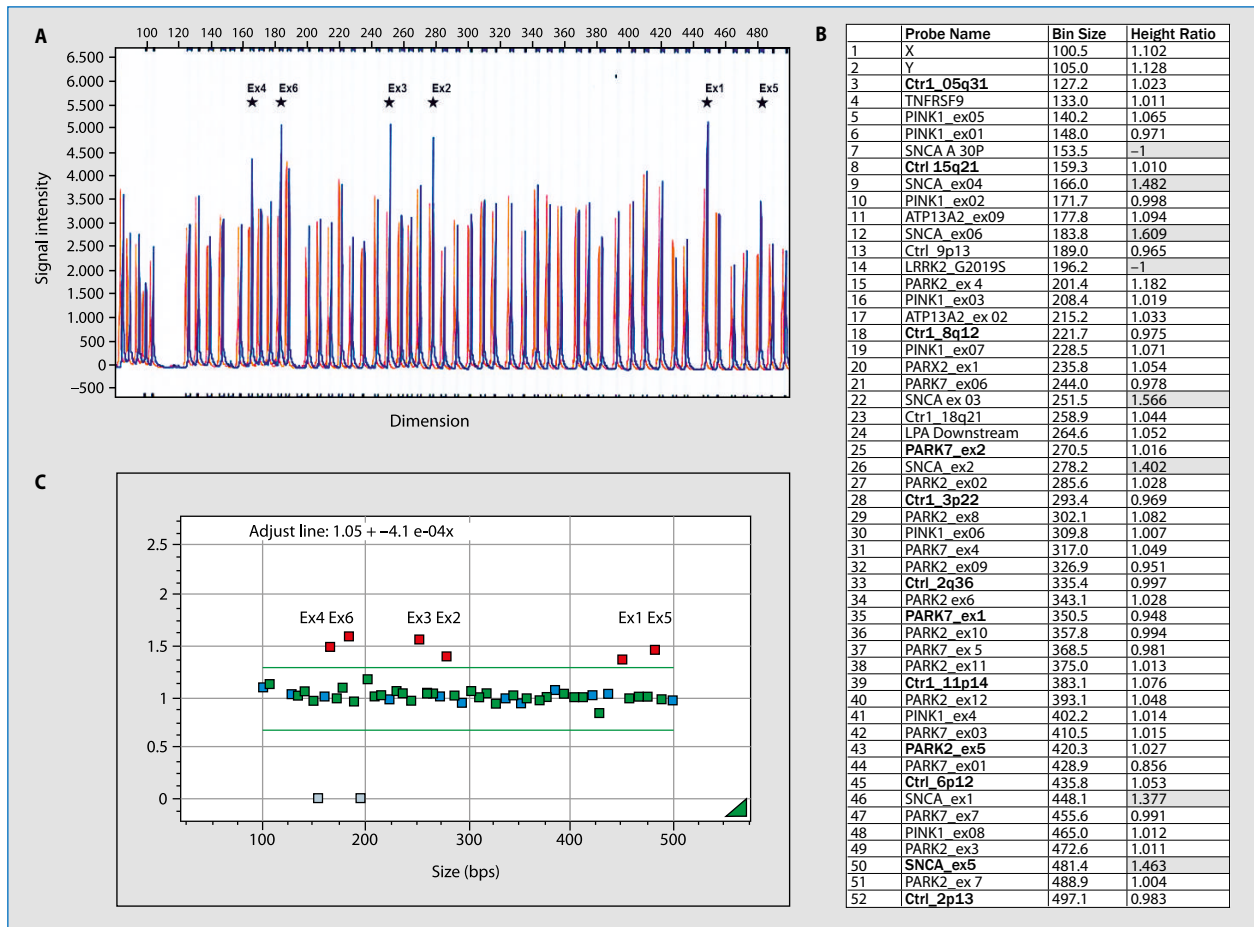 A
100 120 140 160 180 200 220 240 260 280 300 320 340 360 380 400 420 440 460 480
6.500
6.000
5.500
5.000
4.500
4.000
3.500
3.000
2.500
2.000
1.500
1.000
500
0
–500
Signal intensity
Ex4 Ex6 Ex3 Ex2 Ex1 Ex5
Dimension
B
Probe Name Bin Size Height Ratio
1 X 100.5 1.102
2 Y 105.0 1.128
3 Ctr1_05q31 127.2 1.023
4 TNFRSF9 133.0 1.011
5 PINK1_ex05 140.2 1.065
6 PINK1_ex01 148.0 0.971
7 SNCA A 30P 153.5 –1
8 Ctrl 15q21 159.3 1.010
9 SNCA_ex04 166.0 1.482
10 PINK1_ex02 171.7 0.998
11 ATP13A2_ex09 177.8 1.094
12 SNCA_ex06 183.8 1.609
13 Ctrl_9p13 189.0 0.965
14 LRRK2_G2019S 196.2 –1
15 PARK2_ex 4 201.4 1.182
16 PINK1_ex03 208.4 1.019
17 ATP13A2_ex 02 215.2 1.033
18 Ctr1_8q12 221.7 0.975
19 PINK1_ex07 228.5 1.071
20 PARX2_ex1 235.8 1.054
21 PARK7_ex06 244.0 0.978
22 SNCA ex 03 251.5 1.566
23 Ctr1_18q21 258.9 1.044
24 LPA Downstream 264.6 1.052
25 PARK7_ex2 270.5 1.016
26 SNCA_ex2 278.2 1.402
27 PARK2_ex02 285.6 1.028
28 Ctr1_3p22 293.4 0.969
29 PARK2_ex8 302.1 1.082
30 PINK1_ex06 309.8 1.007
31 PARK7_ex4 317.0 1.049
32 PARK2_ex09 326.9 0.951
33 Ctrl_2q36 335.4 0.997
34 PARK2 ex6 343.1 1.028
35 PARK7_ex1 350.5 0.948
36 PARK2_ex10 357.8 0.994
37 PARK7_ex 5 368.5 0.981
38 PARK2_ex11 375.0 1.013
39 Ctr1_11p14 383.1 1.076
40 PARK2_ex12 393.1 1.048
41 PINK1_ex4 402.2 1.014
42 PARK7_ex03 410.5 1.015
43 PARK2_ex5 420.3 1.027
44 PARK7_ex01 428.9 0.856
45 Ctrl_6p12 435.8 1.053
46 SNCA_ex1 448.1 1.377
47 PARK7_ex7 455.6 0.991
48 PINK1_ex08 465.0 1.012
49 PARK2_ex3 472.6 1.011
50 SNCA_ex5 481.4 1.463
51 PARK2_ex 7 488.9 1.004
52 Ctrl_2p13 497.1 0.983
C
Adjust line: 1.05 + –4.1 e-04x
2.5
2
1.5
1
0.5
0
Ex4 Ex6 Ex3 Ex2 Ex1 Ex5
100 200 300 400 500
Size (bps)